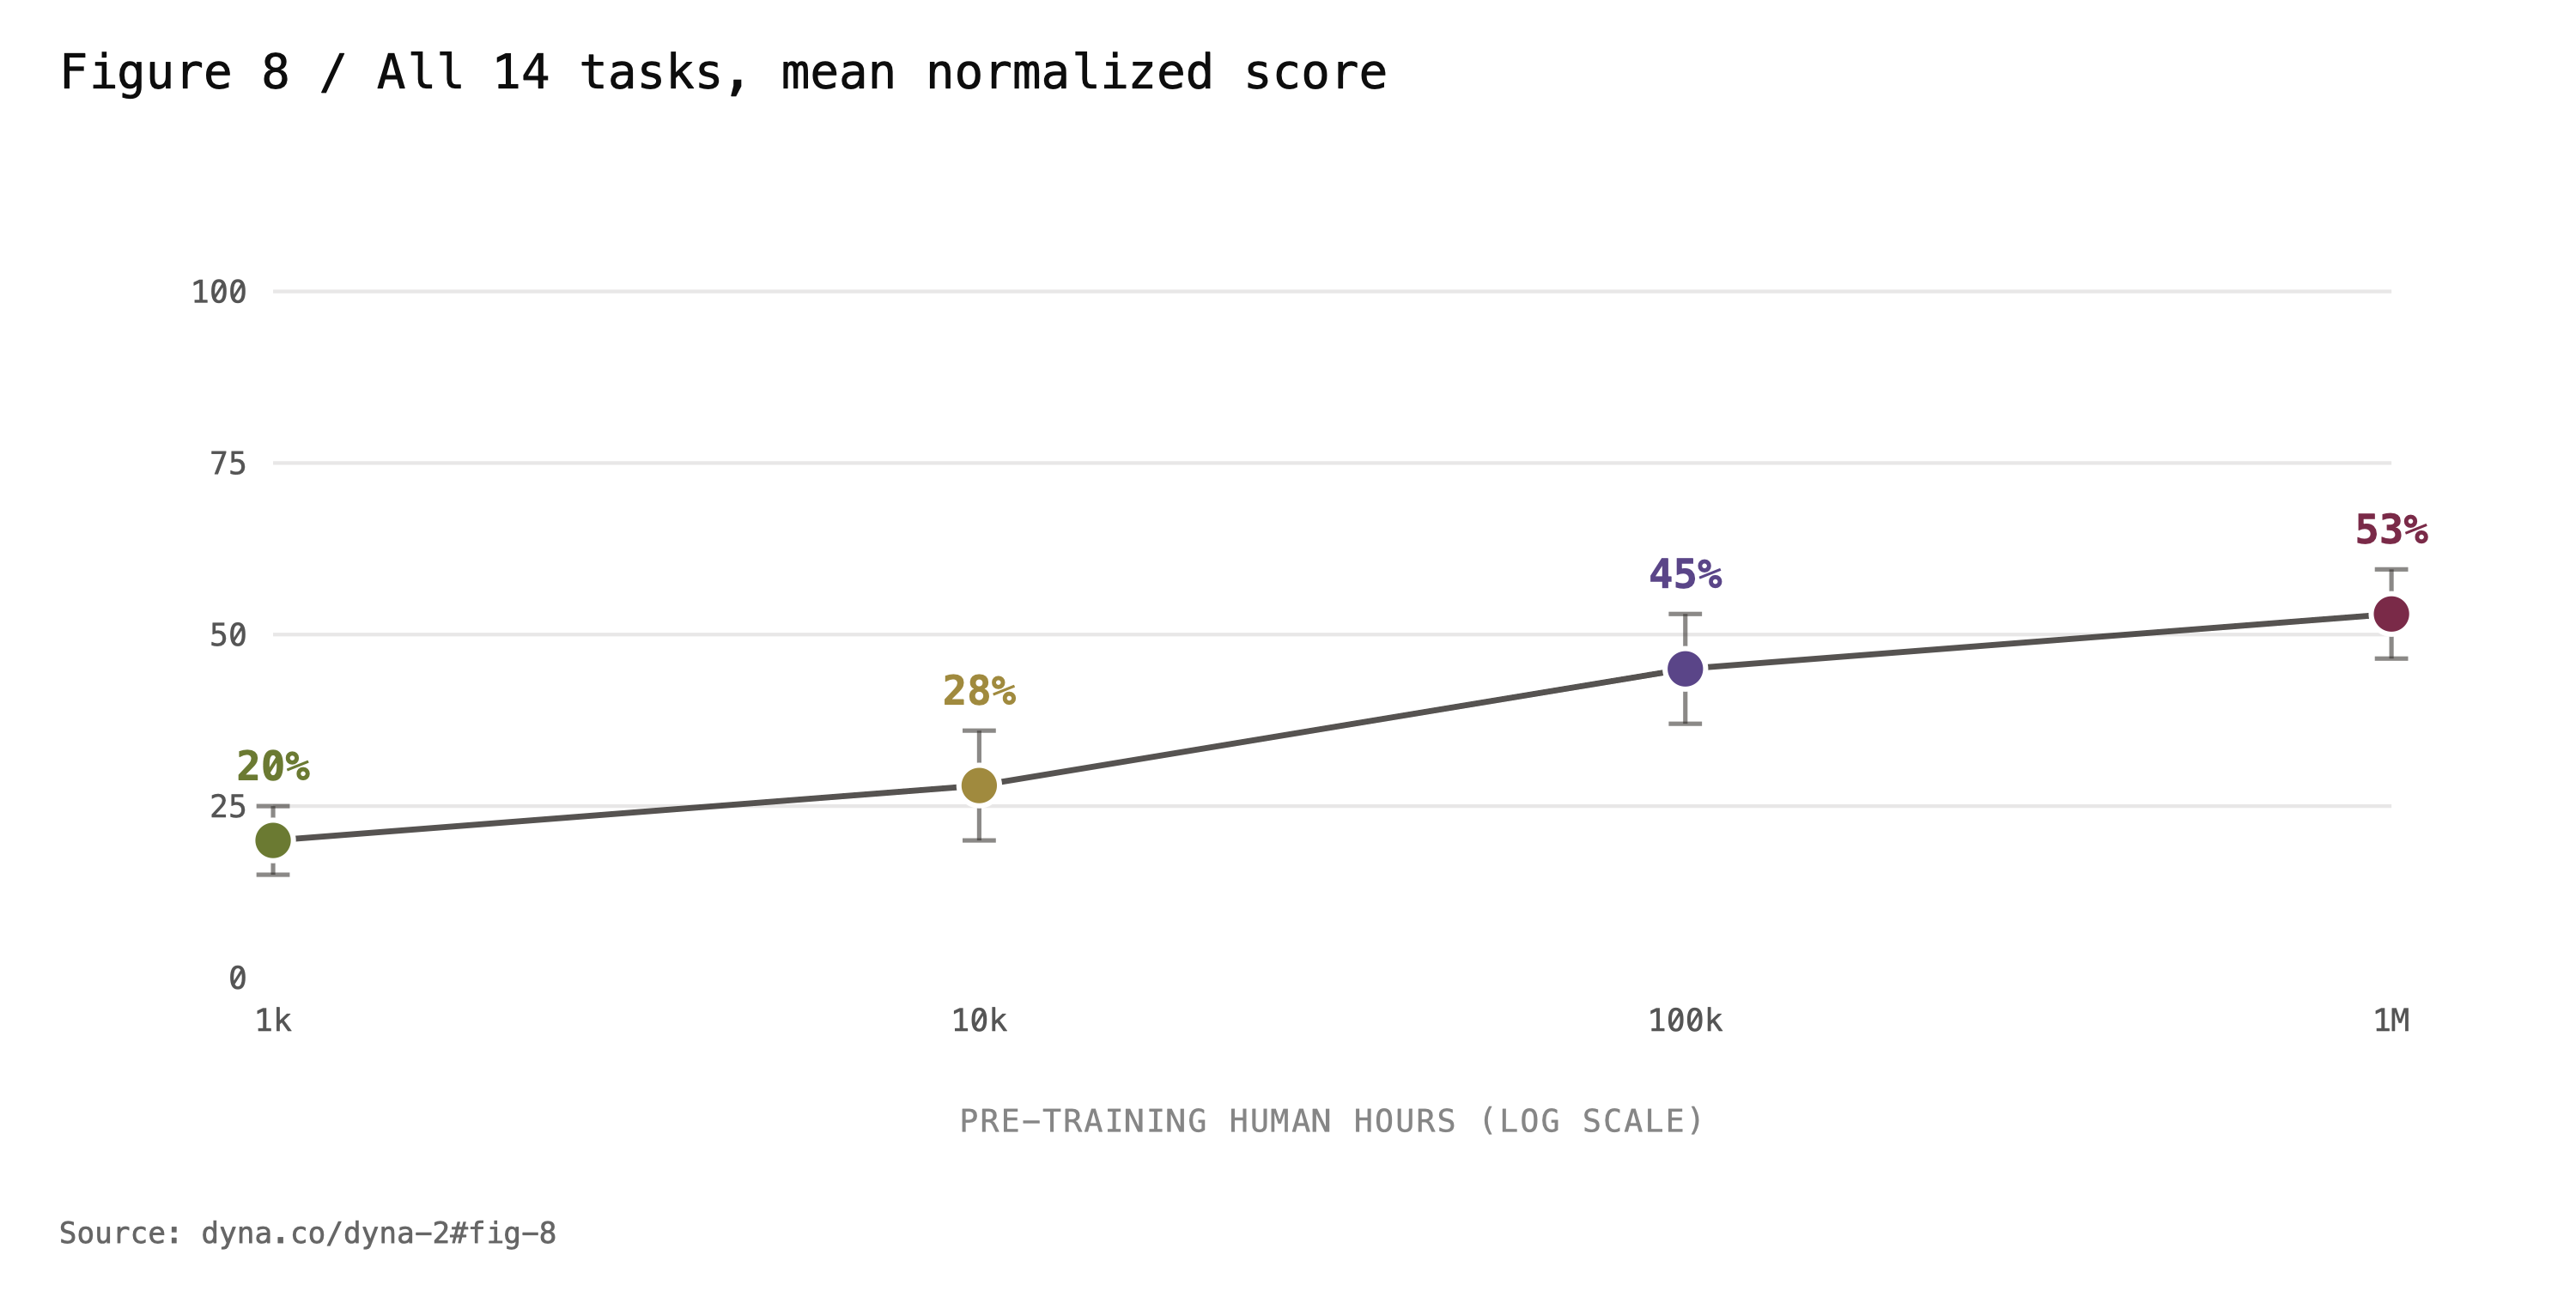 Figure 8 / All 14 tasks, mean normalized score
100
75
53%
45%
50
28%
20%
25
0
1k 10k 100k 1M
PRE-TRAINING HUMAN HOURS (LOG SCALE)
Source: dyna.co/dyna-2#fig-8